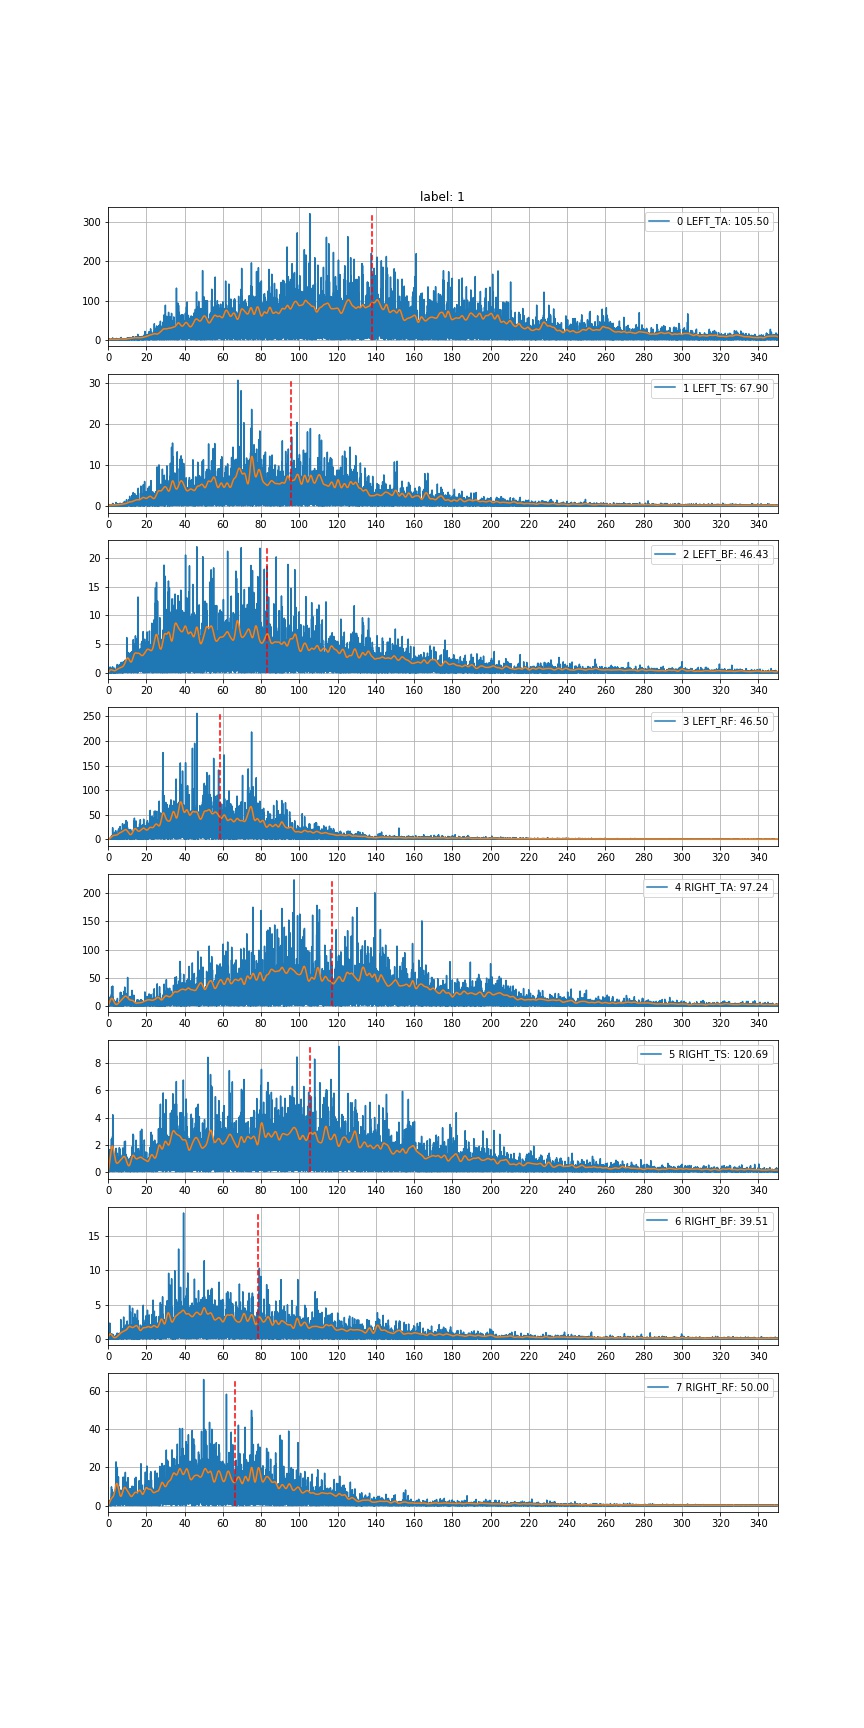 label: 1
0 LEFT_TA: 105.50
300
200
100
0
0 20 40 60 80 100 120 140 160 180 200 220 240 260 280 300 320 340
1 LEFT_TS: 67.90
30
20
10
0
0 20 40 60 80 100 120 140 160 180 200 220 240 260 280 300 320 340
2 LEFT_BF: 46.43
20
15
10
5
0
0 20 40 60 80 100 120 140 160 180 200 220 240 260 280 300 320 340
3 LEFT_RF: 46.50
250
200
150
100
50
0
0 20 40 60 80 100 120 140 160 180 200 220 240 260 280 300 320 340
4 RIGHT_TA: 97.24
200
150
100
50
0
0 20 40 60 80 100 120 140 160 180 200 220 240 260 280 300 320 340
5 RIGHT_TS: 120.69
8
6
4
2
0
0 20 40 60 80 100 120 140 160 180 200 220 240 260 280 300 320 340
6 RIGHT_BF: 39.51
15
10
5
0
0 20 40 60 80 100 120 140 160 180 200 220 240 260 280 300 320 340
7 RIGHT_RF: 50.00
60
40
20
0
0 20 40 60 80 100 120 140 160 180 200 220 240 260 280 300 320 340